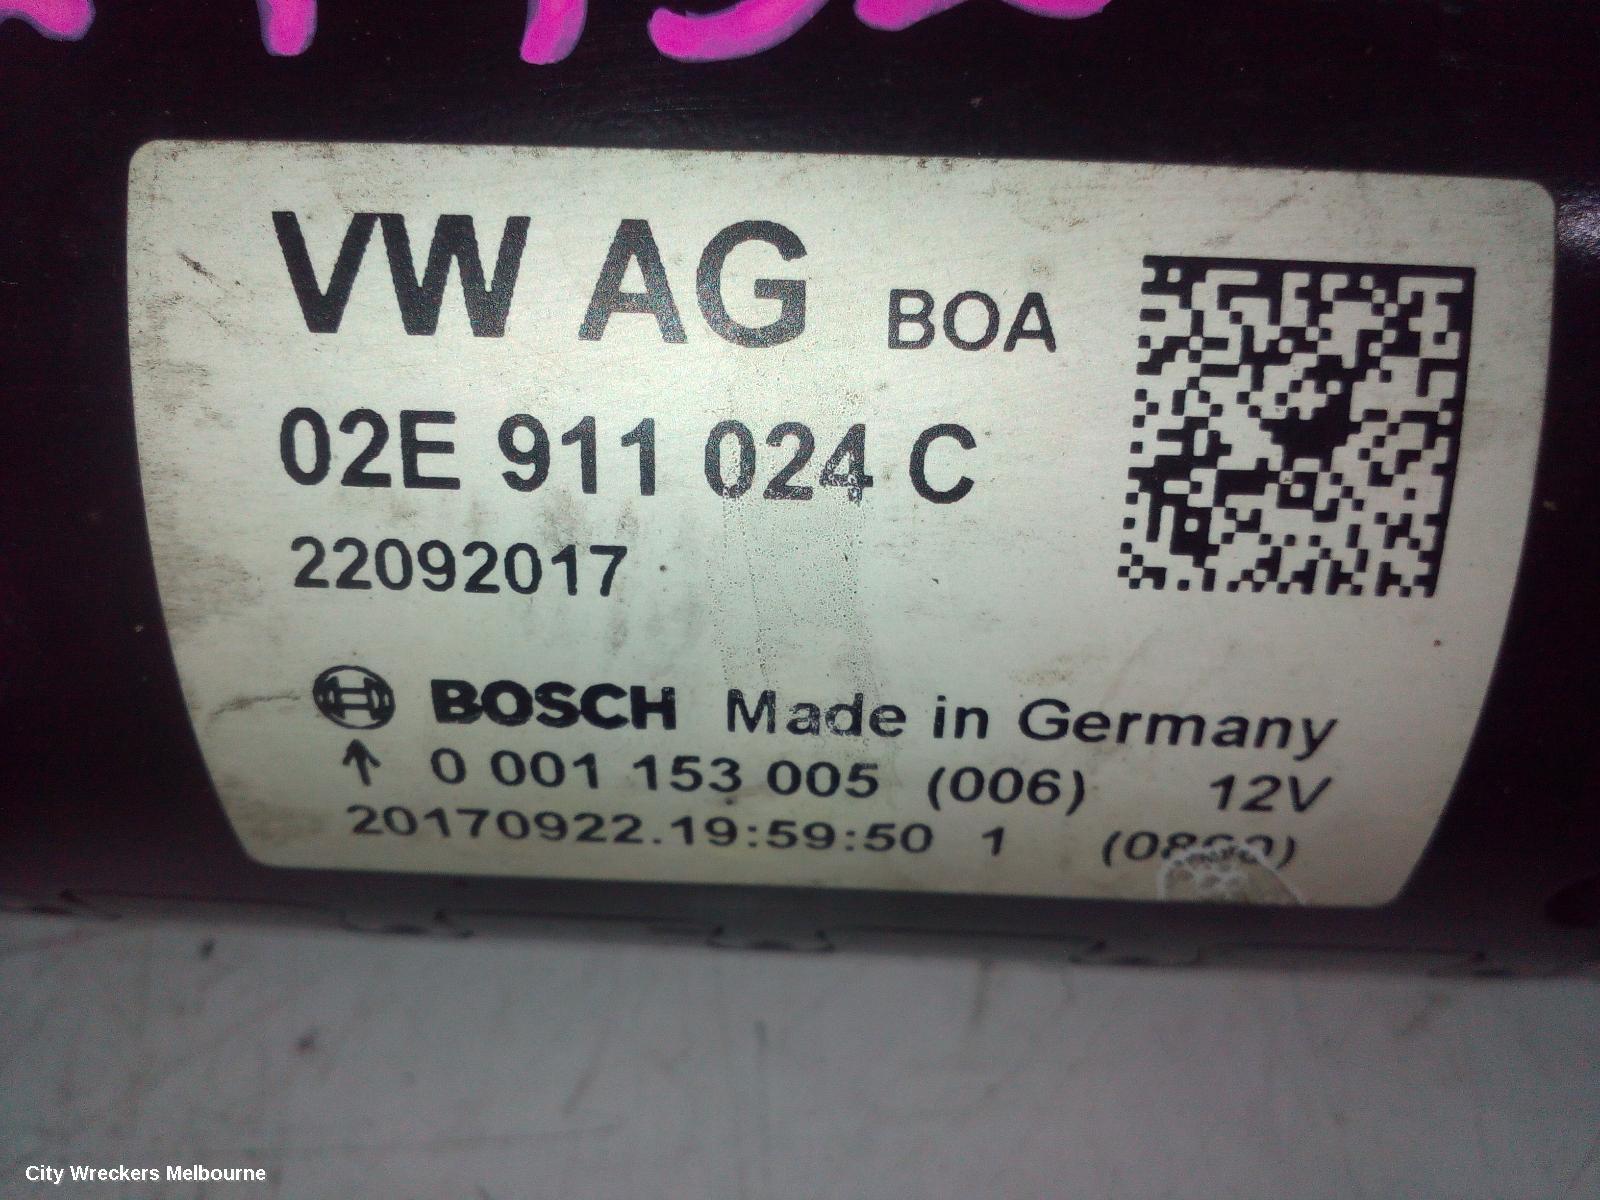 VW AG BOA
02E 911 024 C
22092017
BOSCH Made in Germany
↑ 0 001 153 005 (006) 12V
20170922.19:59:50 1
City Wreckers Melbourne